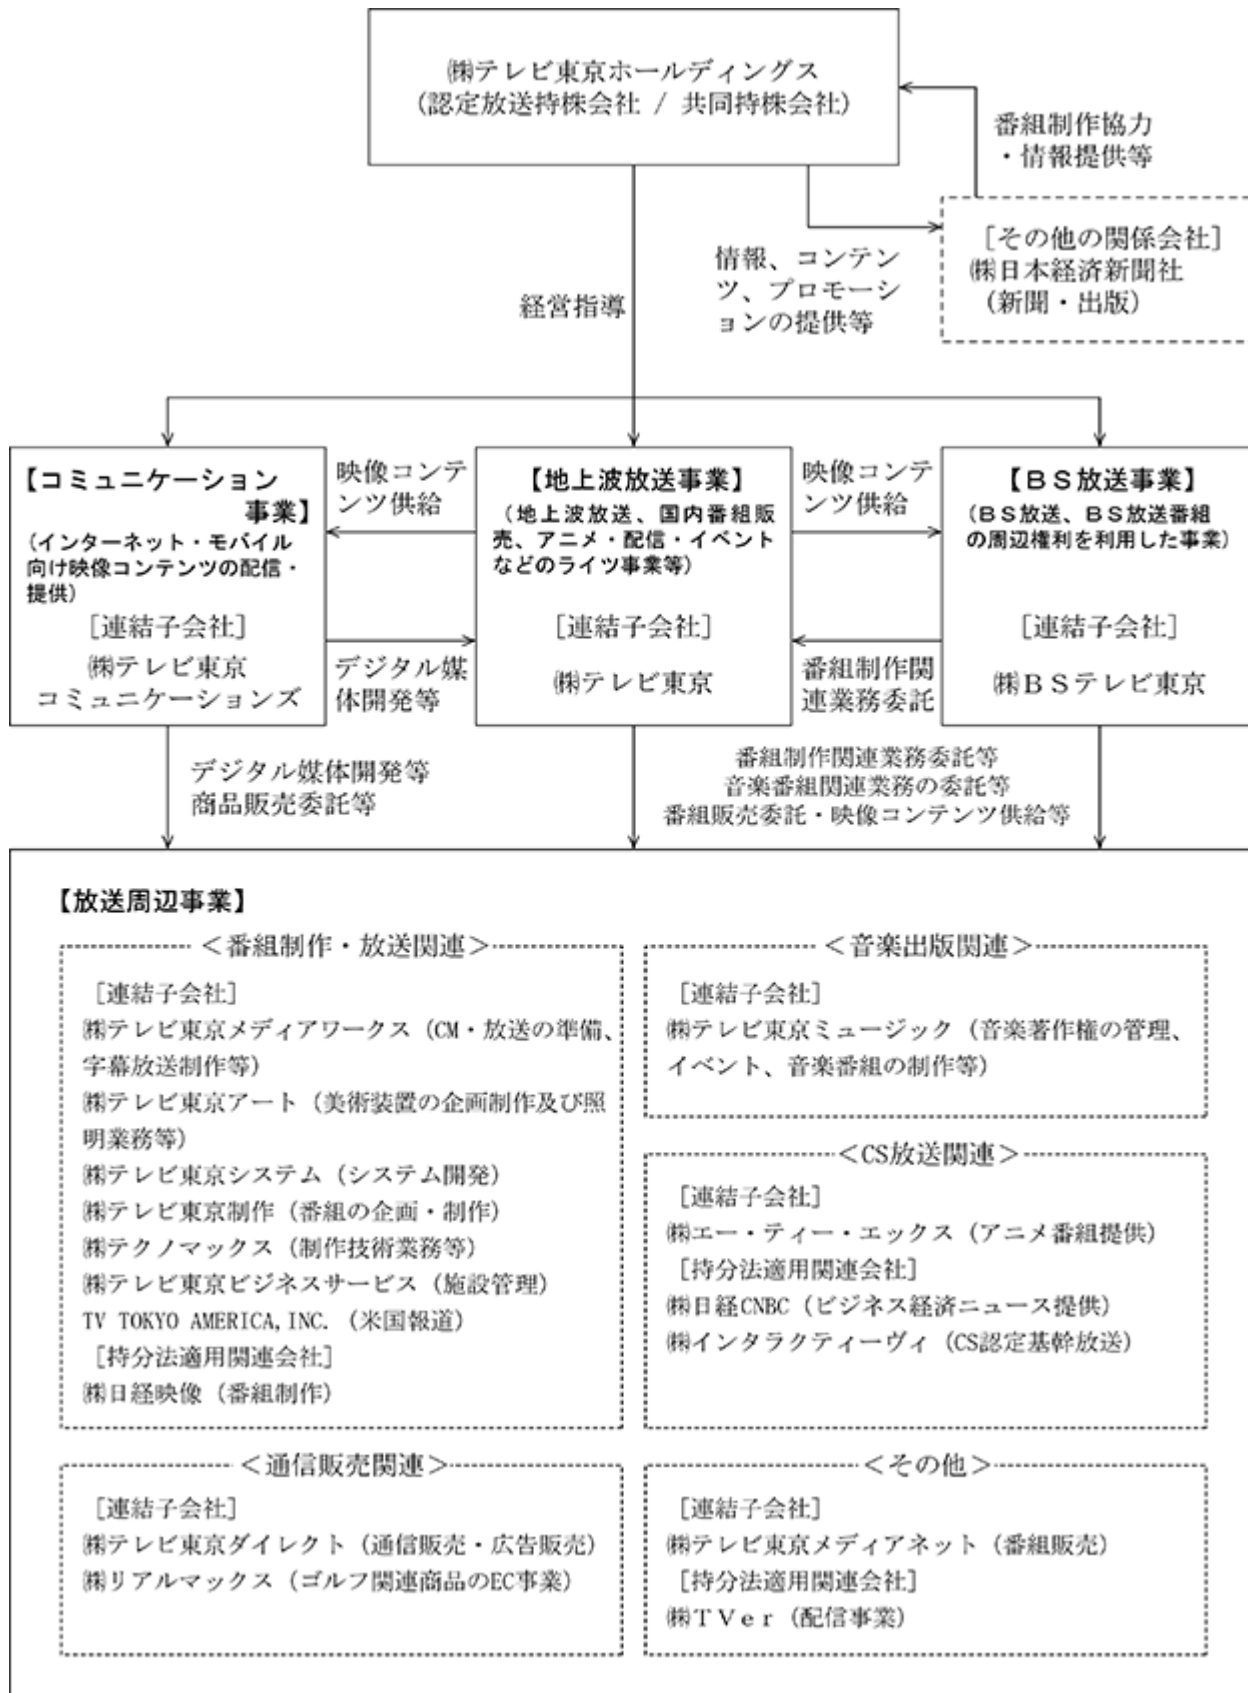 ㈱テレビ東京ホールディングス
(認定放送持株会社 / 共同持株会社)
番組制作協力
・情報提供等
[その他の関係会社]
㈱日本経済新聞社
(新聞・出版)
情報、コンテン
ツ、プロモーシ
ョンの提供等
経営指導
【コミュニケーション
事業】
(インターネット・モバイル
向け映像コンテンツの配信・
提供)
[連結子会社]
㈱テレビ東京
コミュニケーションズ
映像コンテ
ンツ供給
デジタル媒
体開発等
【地上波放送事業】
(地上波放送、国内番組販
売、アニメ・配信・イベント
などのライツ事業等)
[連結子会社]
㈱テレビ東京
映像コンテ
ンツ供給
番組制作関
連業務委託
【ＢＳ放送事業】
(ＢＳ放送、ＢＳ放送番組
の周辺権利を利用した事業)
[連結子会社]
㈱ＢＳテレビ東京
デジタル媒体開発等
商品販売委託等
番組制作関連業務委託等
音楽番組関連業務の委託等
番組販売委託・映像コンテンツ供給等
【放送周辺事業】
＜番組制作・放送関連＞
[連結子会社]
㈱テレビ東京メディアワークス (CM・放送の準備、
字幕放送制作等)
㈱テレビ東京アート (美術装置の企画制作及び照
明業務等)
㈱テレビ東京システム (システム開発)
㈱テレビ東京制作 (番組の企画・制作)
㈱テクノマックス (制作技術業務等)
㈱テレビ東京ビジネスサービス (施設管理)
TV TOKYO AMERICA,INC. (米国報道)
[持分法適用関連会社]
㈱日経映像 (番組制作)
＜音楽出版関連＞
[連結子会社]
㈱テレビ東京ミュージック (音楽著作権の管理、
イベント、音楽番組の制作等)
＜CS放送関連＞
[連結子会社]
㈱エー・ティー・エックス (アニメ番組提供)
[持分法適用関連会社]
㈱日経CNBC (ビジネス経済ニュース提供)
㈱インタラクティーヴィ (CS認定基幹放送)
＜通信販売関連＞
[連結子会社]
㈱テレビ東京ダイレクト (通信販売・広告販売)
㈱リアルマックス (ゴルフ関連商品のEC事業)
＜その他＞
[連結子会社]
㈱テレビ東京メディアネット (番組販売)
[持分法適用関連会社]
㈱ＴＶｅｒ (配信事業)